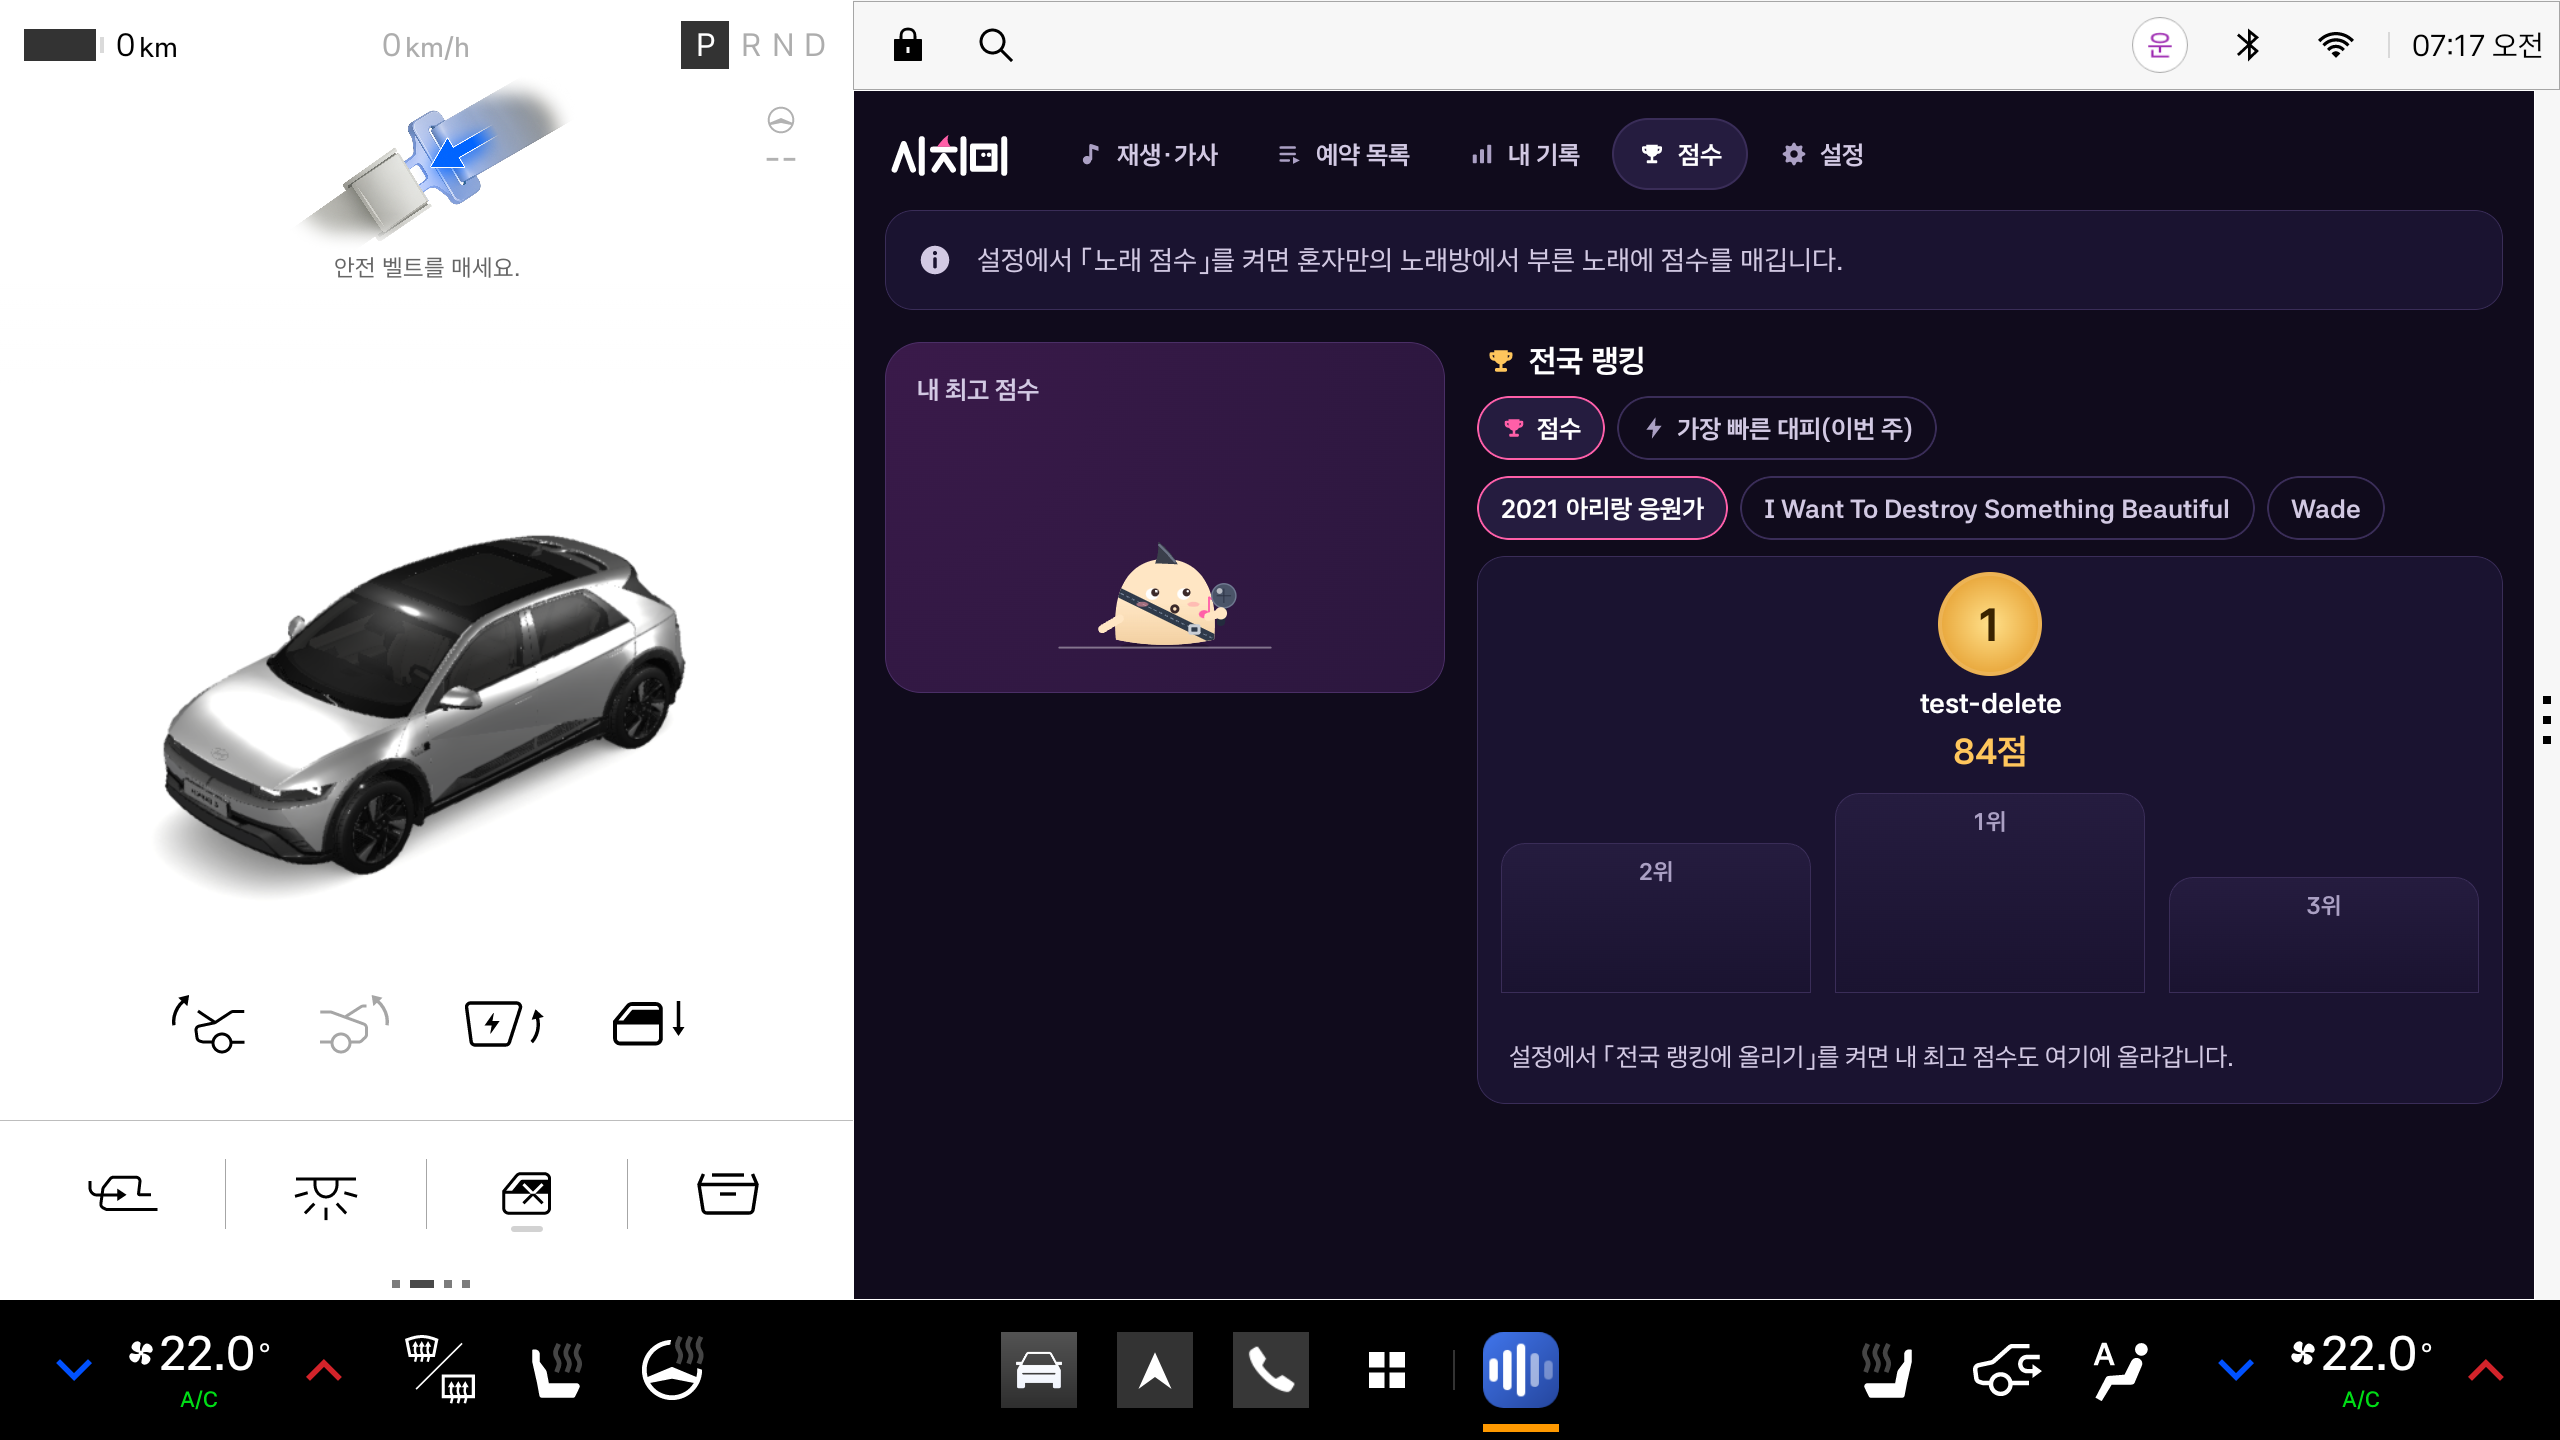 0 km
0 km/h
P R N D
운
07:17 오전
안전 벨트를 매세요.
시치미
재생·가사
예약 목록
내 기록
점수
설정
설정에서 「노래 점수」를 켜면 혼자만의 노래방에서 부른 노래에 점수를 매깁니다.
내 최고 점수
전국 랭킹
점수
가장 빠른 대피(이번 주)
2021 아리랑 응원가
I Want To Destroy Something Beautiful
Wade
1
test-delete
84점
1위
2위
3위
설정에서 「전국 랭킹에 올리기」를 켜면 내 최고 점수도 여기에 올라갑니다.
22.0°
A/C
A
22.0°
A/C